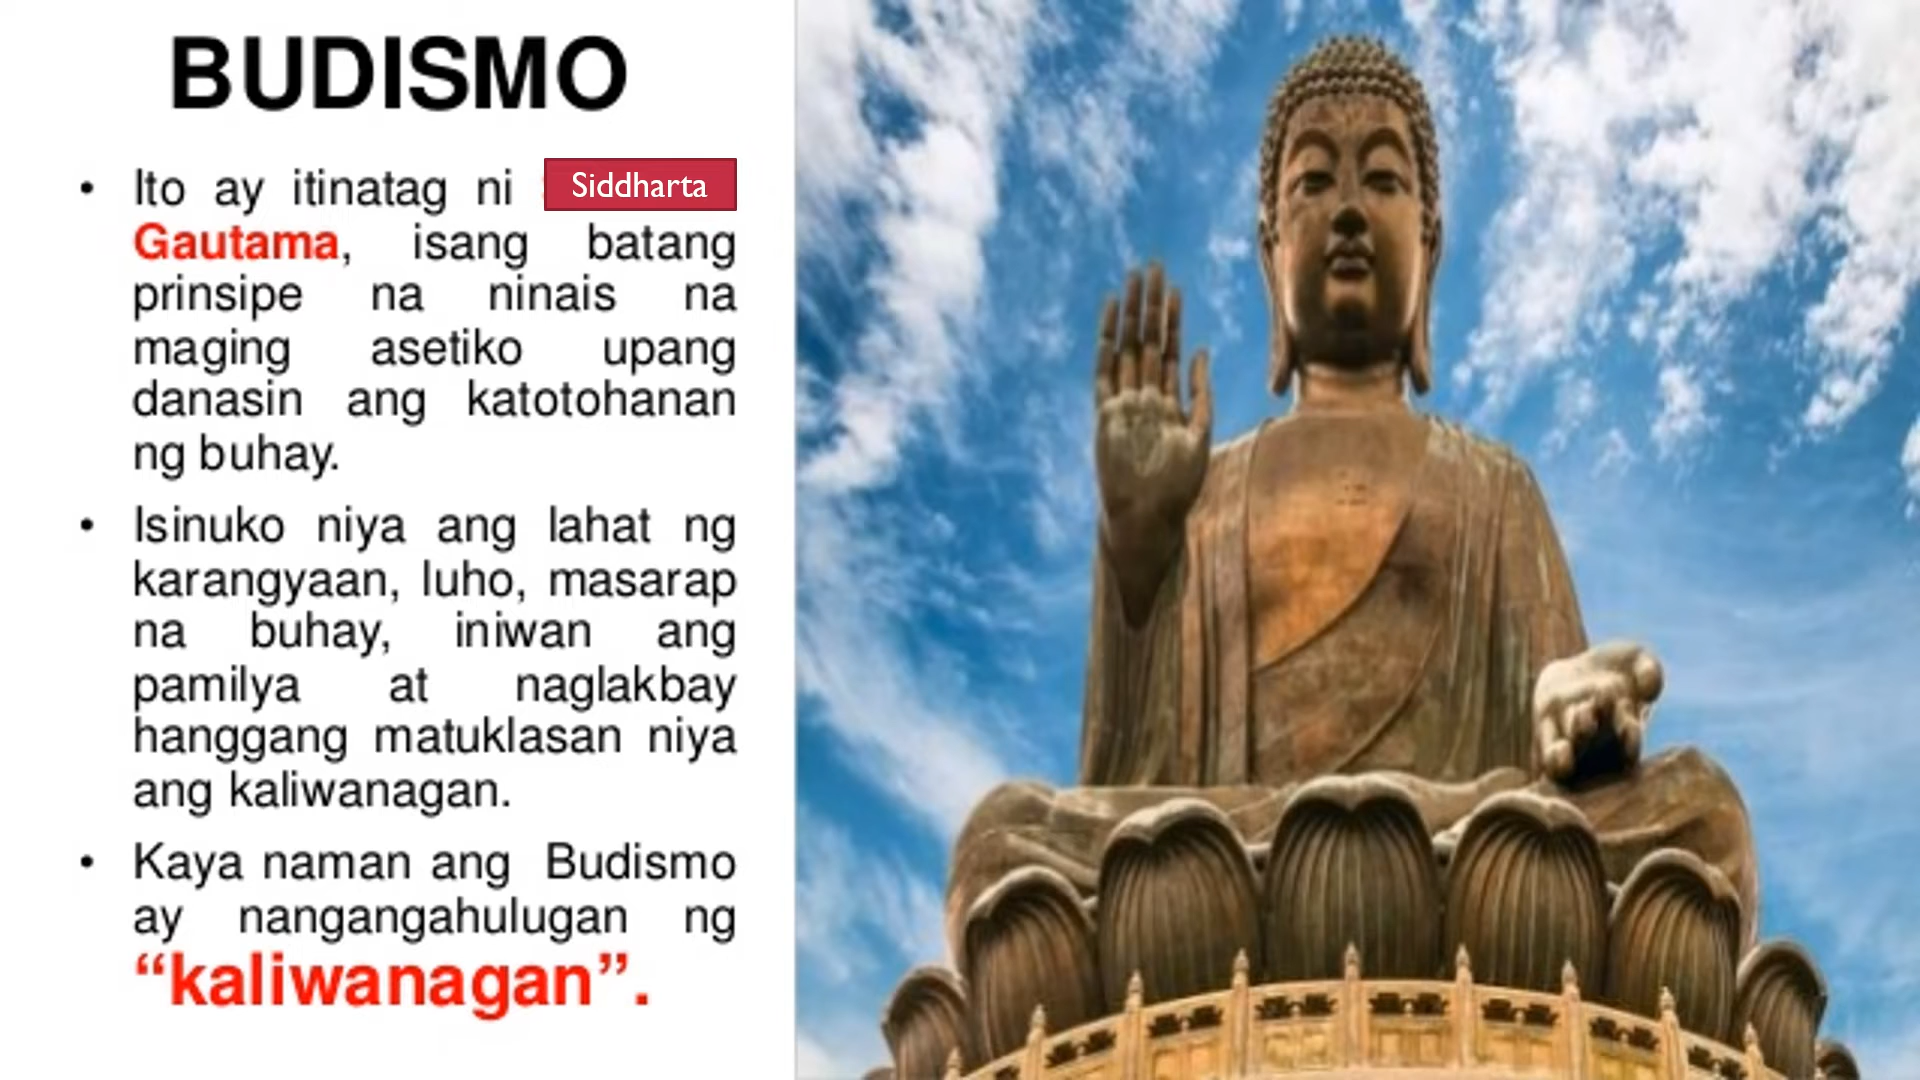 BUDISMO
• Ito ay itinatag ni Siddharta
Gautama, isang batang
prinsipe na ninais na
maging asetiko upang
danasin ang katotohanan
ng buhay.
• Isinuko niya ang lahat ng
karangyaan, luho, masarap
na buhay, iniwan ang
pamilya at naglakbay
hanggang matuklasan niya
ang kaliwanagan.
• Kaya naman ang Budismo
ay nangangahulugan ng
“kaliwanagan”.